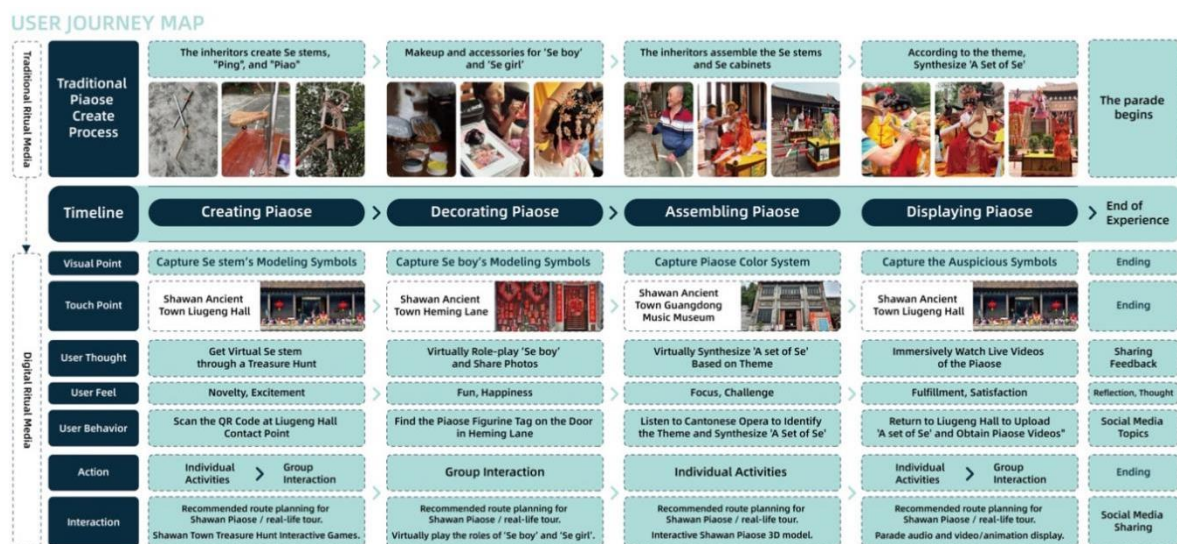 USER JOURNEY MAP
Traditional Ritual Media
Traditional
Piaose
Create
Process
The inheritors create Se stems,
"Ping", and "Piao"
Makeup and accessories for 'Se boy'
and 'Se girl'
The inheritors assemble the Se stems
and Se cabinets
According to the theme,
Synthesize 'A Set of Se'
The parade
begins
Timeline
Creating Piaose
Decorating Piaose
Assembling Piaose
Displaying Piaose
End of
Experience
Digital Ritual Media
Visual Point
Capture Se stem's Modeling Symbols
Capture Se boy's Modeling Symbols
Capture Piaose Color System
Capture the Auspicious Symbols
Ending
Touch Point
Shawan Ancient
Town Liugeng Hall
Shawan Ancient
Town Heming Lane
Shawan Ancient
Town Guangdong
Music Museum
Shawan Ancient
Town Liugeng Hall
Ending
User Thought
Get Virtual Se stem
through a Treasure Hunt
Virtually Role-play 'Se boy'
and Share Photos
Virtually Synthesize 'A set of Se'
Based on Theme
Immersively Watch Live Videos
of the Piaose
Sharing
Feedback
User Feel
Novelty, Excitement
Fun, Happiness
Focus, Challenge
Fulfillment, Satisfaction
Reflection, Thought
User Behavior
Scan the QR Code at Liugeng Hall
Contact Point
Find the Piaose Figurine Tag on the Door
in Heming Lane
Listen to Cantonese Opera to Identify
the Theme and Synthesize 'A Set of Se'
Return to Liugeng Hall to Upload
'A set of Se' and Obtain Piaose Videos"
Social Media
Topics
Action
Individual
Activities
Group
Interaction
Group Interaction
Individual Activities
Individual
Activities
Group
Interaction
Ending
Interaction
Recommended route planning for
Shawan Piaose / real-life tour.
Shawan Town Treasure Hunt Interactive Games.
Recommended route planning for
Shawan Piaose / real-life tour.
Virtually play the roles of 'Se boy' and 'Se girl'.
Recommended route planning for
Shawan Piaose / real-life tour.
Interactive Shawan Piaose 3D model.
Recommended route planning for
Shawan Piaose / real-life tour.
Parade audio and video/animation display.
Social Media
Sharing